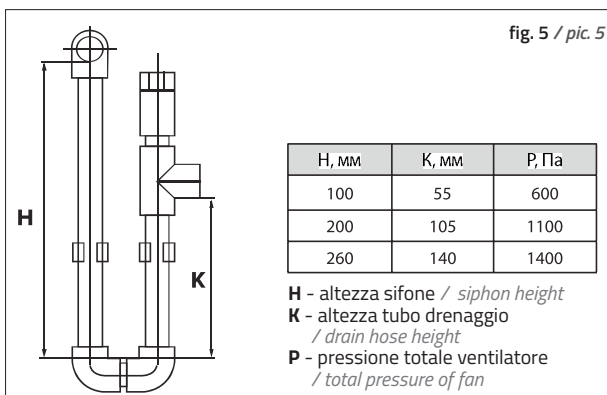 fig. 5 / pic. 5
H
K
H, мм K, мм P, Па
100 55 600
200 105 1100
260 140 1400
H - altezza sifone / siphon height
K - altezza tubo drenaggio
/ drain hose height
P - pressione totale ventilatore
/ total pressure of fan